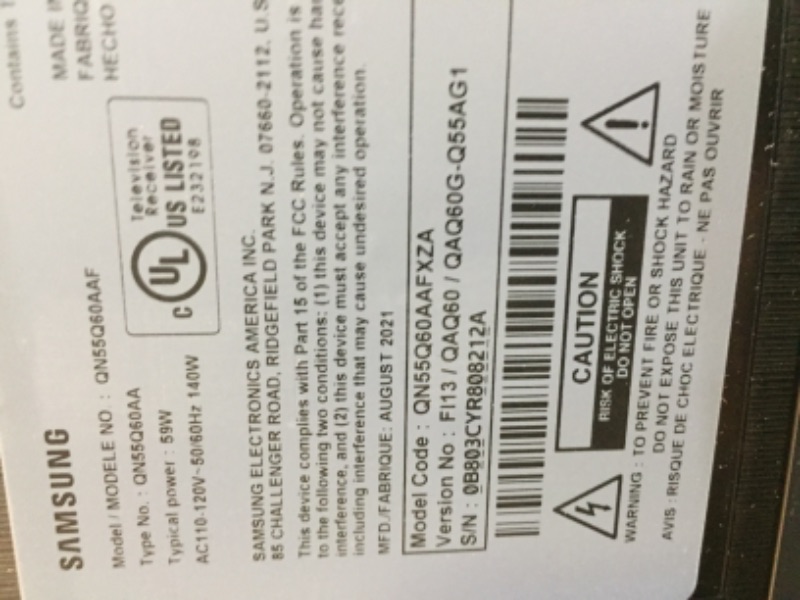 SAMSUNG
Model / MODELE NO : QN55Q60AAF
Type No. : QN55Q60AA
Typical power : 59W
AC110-120V~50/60Hz 140W
C UL US LISTED
Television
Receiver
E232198
Contains
MADE IN
FABRIQ
HECHO
SAMSUNG ELECTRONICS AMERICA INC.
85 CHALLENGER ROAD, RIDGEFIELD PARK N.J. 07660-2112. U.S
This device complies with Part 15 of the FCC Rules. Operation is
to the following two conditions: (1) this device may not cause har
interference, and (2) this device must accept any interference rece
including interference that may cause undesired operation.
MFD./FABRIQUE: AUGUST 2021
Model Code : QN55Q60AAFXZA
Version No : FI13 / QAQ60 / QAQ60G-Q55AG1
S/N : 0B803CYR808212A
CAUTION
RISK OF ELECTRIC SHOCK
DO NOT OPEN
WARNING : TO PREVENT FIRE OR SHOCK HAZARD
DO NOT EXPOSE THIS UNIT TO RAIN OR MOISTURE
AVIS : RISQUE DE CHOC ELECTRIQUE - NE PAS OUVRIR